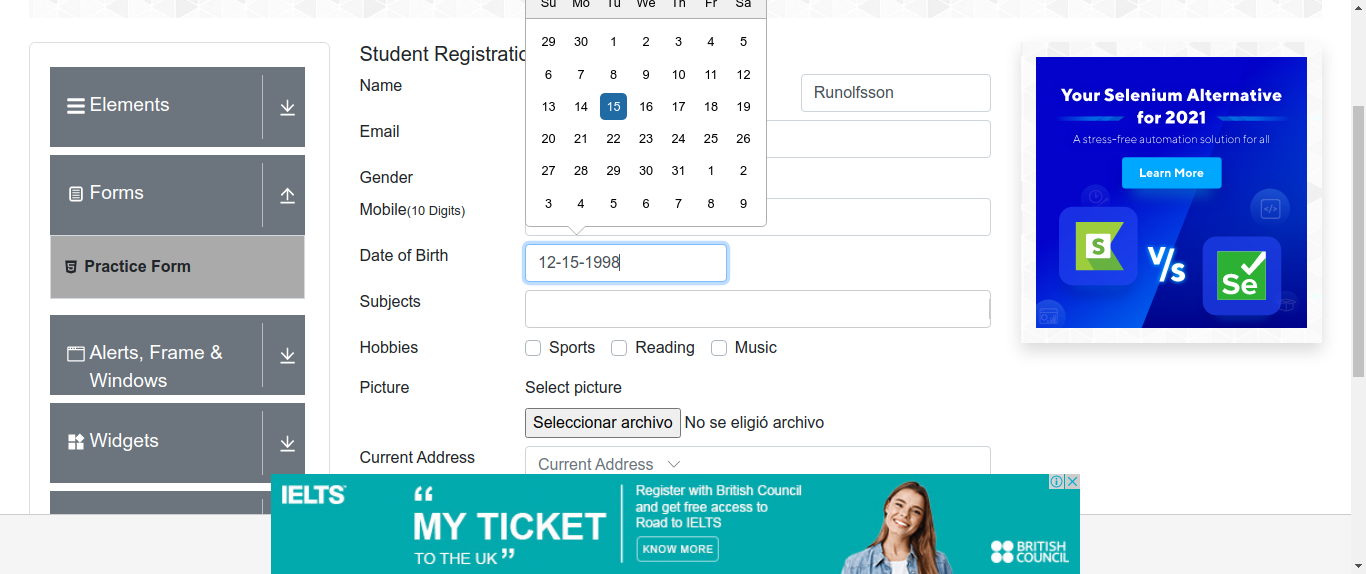 Su Mo Tu We Th Fr Sa
29 30 1 2 3 4 5
6 7 8 9 10 11 12
13 14 15 16 17 18 19
20 21 22 23 24 25 26
27 28 29 30 31 1 2
3 4 5 6 7 8 9
Elements
Forms
Practice Form
Alerts, Frame &
Windows
Widgets
Student Registratio
Name
Runolfsson
Email
Gender
Mobile(10 Digits)
Date of Birth
12-15-1998
Subjects
Hobbies
Sports Reading Music
Picture
Select picture
Seleccionar archivo No se eligió archivo
Current Address
Current Address
Your Selenium Alternative
for 2021
A stress-free automation solution for all
Learn More
S
V/s
Se
IELTS™
“
MY TICKET
TO THE UK ”
Register with British Council
and get free access to
Road to IELTS
KNOW MORE
BRITISH
COUNCIL